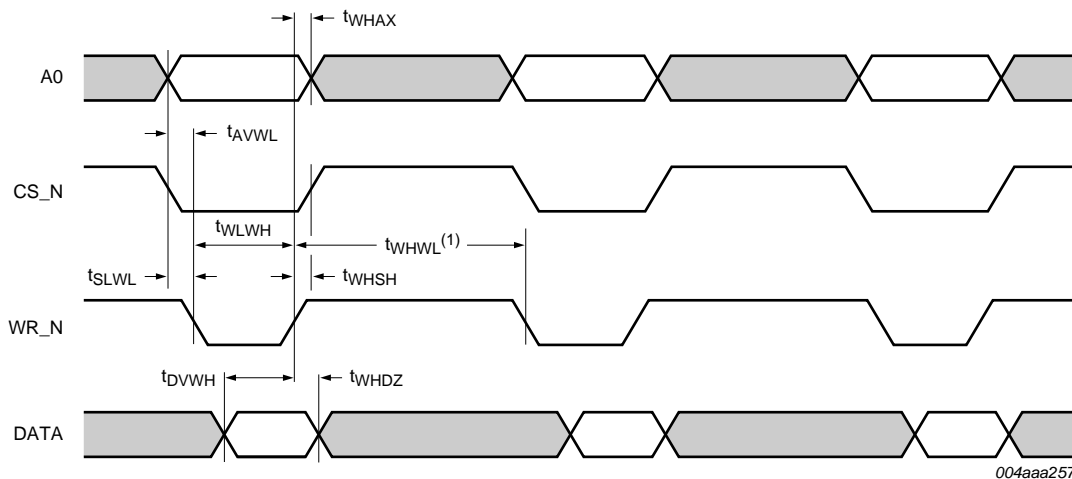 tWHAX
A0
tAVWL
CS_N
tWLWH
tWHWL(1)
tSLWL
tWHSH
WR_N
tDVWH
tWHDZ
DATA
004aaa257